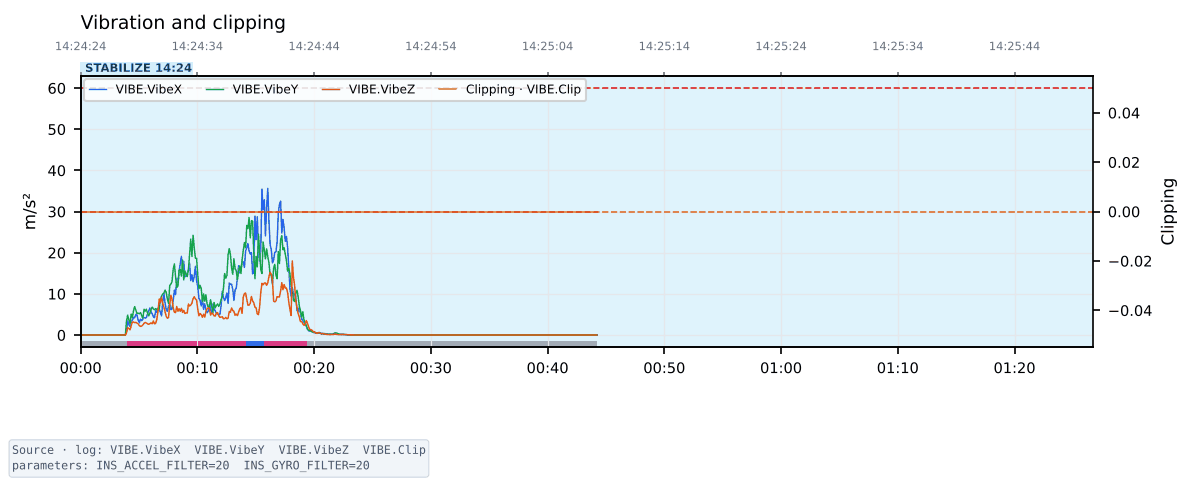 Vibration and clipping
14:24:24 14:24:34 14:24:44 14:24:54 14:25:04 14:25:14 14:25:24 14:25:34 14:25:44
STABILIZE 14:24
VIBE.VibeX VIBE.VibeY VIBE.VibeZ Clipping · VIBE.Clip
60
50
40
30
20
10
0
m/s²
0.04
0.02
0.00
−0.02
−0.04
Clipping
00:00 00:10 00:20 00:30 00:40 00:50 01:00 01:10 01:20
Source · log: VIBE.VibeX VIBE.VibeY VIBE.VibeZ VIBE.Clip
parameters: INS_ACCEL_FILTER=20 INS_GYRO_FILTER=20